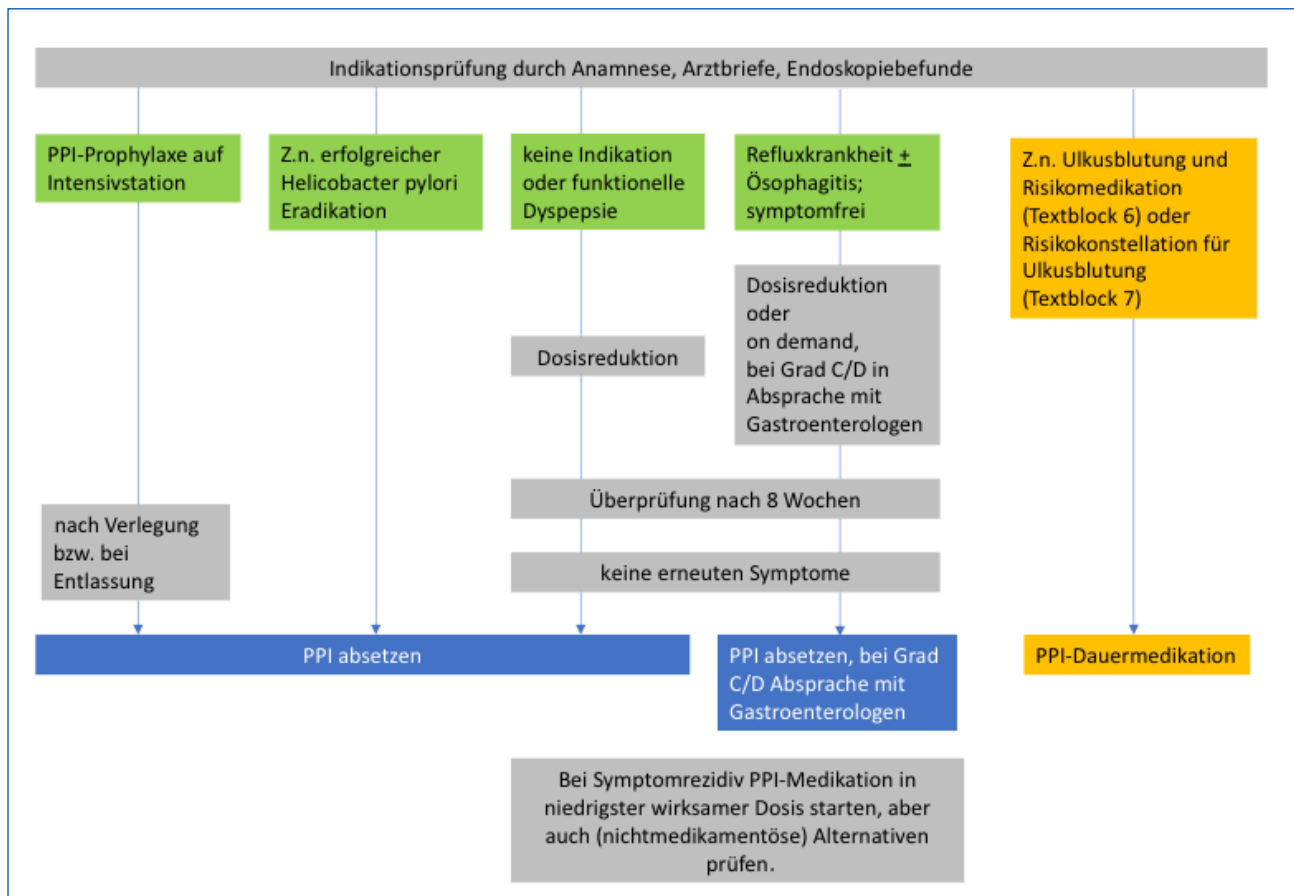 Indikationsprüfung durch Anamnese, Arztbriefe, Endoskopiebefunde
PPI-Prophylaxe auf
Intensivstation
Z.n. erfolgreicher
Helicobacter pylori
Eradikation
keine Indikation
oder funktionelle
Dyspepsie
Refluxkrankheit ±
Ösophagitis;
symptomfrei
Z.n. Ulkusblutung und
Risikomedikation
(Textblock 6) oder
Risikokonstellation für
Ulkusblutung
(Textblock 7)
Dosisreduktion
Dosisreduktion
oder
on demand,
bei Grad C/D in
Absprache mit
Gastroenterologen
Überprüfung nach 8 Wochen
nach Verlegung
bzw. bei
Entlassung
keine erneuten Symptome
PPI absetzen
PPI absetzen, bei Grad
C/D Absprache mit
Gastroenterologen
PPI-Dauermedikation
Bei Symptomrezidiv PPI-Medikation in
niedrigster wirksamer Dosis starten, aber
auch (nichtmedikamentöse) Alternativen
prüfen.